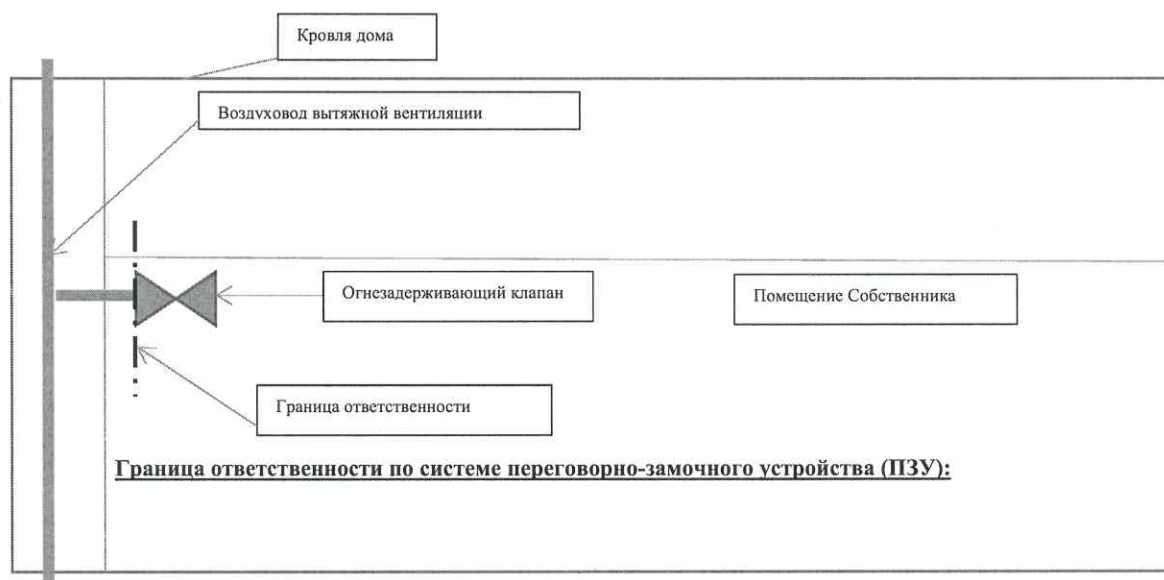 Кровля дома
Воздуховод вытяжной вентиляции
Огнезадерживающий клапан
Помещение Собственника
Граница ответственности
Граница ответственности по системе переговорно-замочного устройства (ПЗУ):